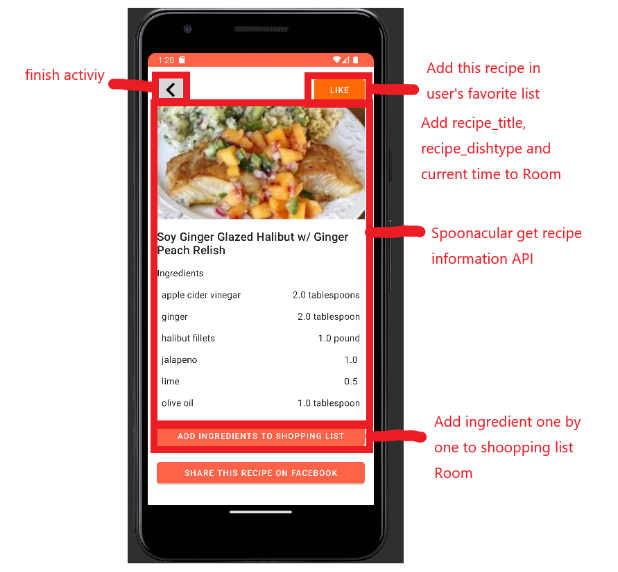 1:20
finish activiy
LIKE
Add this recipe in
user's favorite list
Add recipe_title,
recipe_dishtype and
current time to Room
Soy Ginger Glazed Halibut w/ Ginger
Peach Relish
Spoonacular get recipe
information API
Ingredients
apple cider vinegar 2.0 tablespoons
ginger 2.0 tablespoon
halibut fillets 1.0 pound
jalapeno 1.0
lime 0.5
olive oil 1.0 tablespoon
ADD INGREDIENTS TO SHOPPING LIST
Add ingredient one by
one to shoopping list
Room
SHARE THIS RECIPE ON FACEBOOK